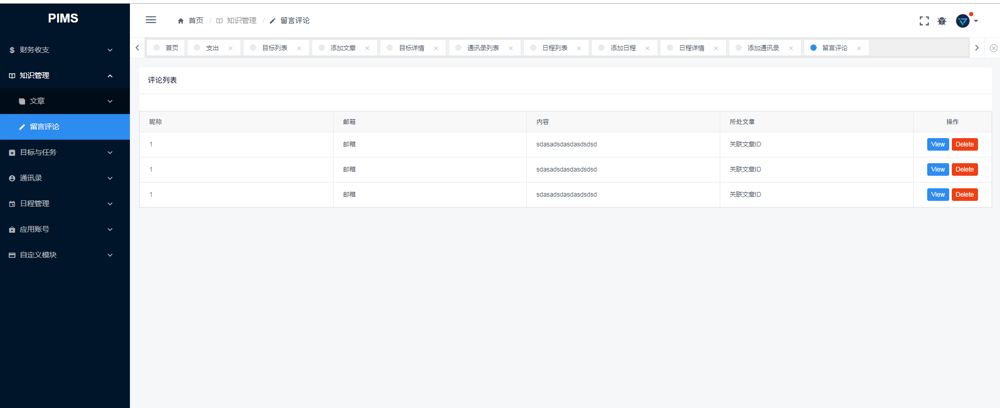 PIMS
首页 / 知识管理 / 留言评论
财务收支
知识管理
文章
留言评论
目标与任务
通讯录
日程管理
应用账号
自定义模块
首页 支出 目标列表 添加文章 目标详情 通讯录列表 日程列表 添加日程 日程详情 添加通讯录 留言评论
评论列表
昵称 邮箱 内容 所处文章 操作
1 邮箱 sdasadsdasdasdsdsd 关联文章ID View Delete
1 邮箱 sdasadsdasdasdsdsd 关联文章ID View Delete
1 邮箱 sdasadsdasdasdsdsd 关联文章ID View Delete